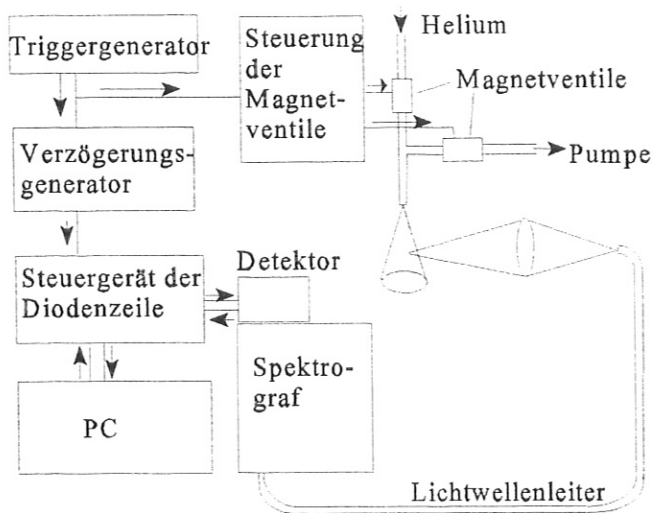 Triggergenerator
Steuerung
der
Magnet-
ventile
Helium
Magnetventile
Verzögerungs-
generator
Pumpe
Steuergerät der
Diodenzeile
Detektor
Spektro-
graf
PC
Lichtwellenleiter